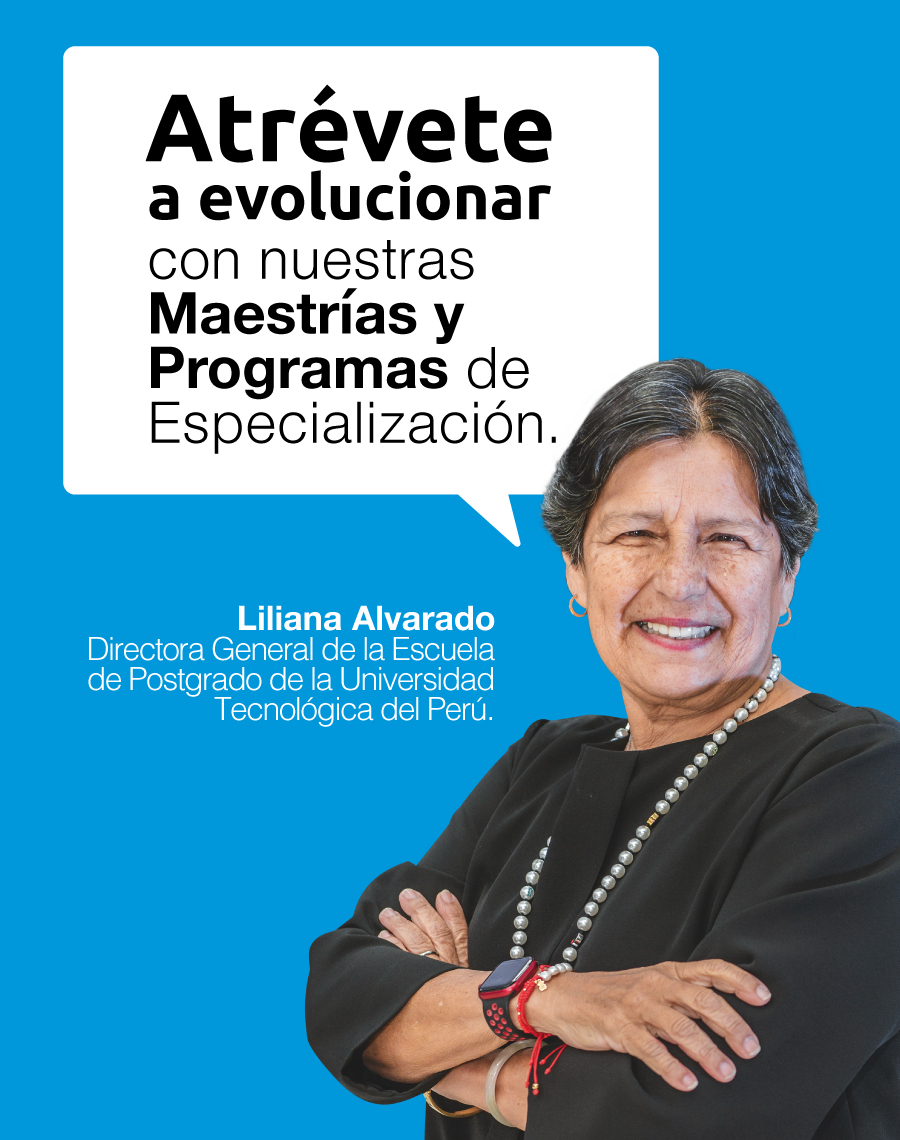 Atrévete
a evolucionar
con nuestras
Maestrías y
Programas de
Especialización.
Liliana Alvarado
Directora General de la Escuela
de Postgrado de la Universidad
Tecnológica del Perú.